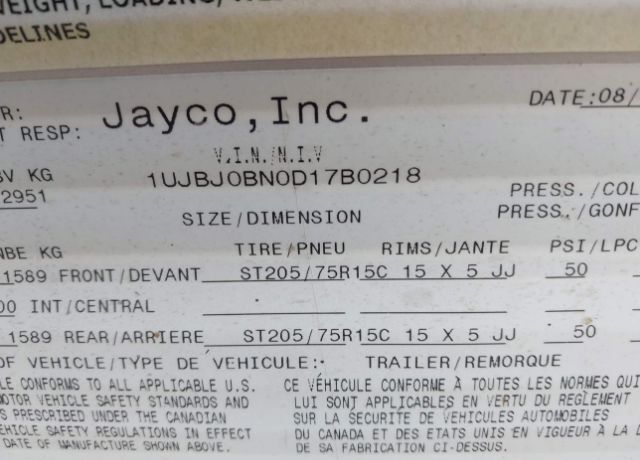 WEIGHT, LOADING,
DELINES
R:
T RESP: Jayco, Inc.
DATE:08/
V.I.N./N.I.V
V KG
1UJBJ0BN0D17B0218
2951
PRESS./COL
SIZE/DIMENSION
PRESS./GONF
NBE KG TIRE/PNEU RIMS/JANTE PSI/LPC
1589 FRONT/DEVANT ST205/75R15C 15 X 5 JJ 50
00 INT/CENTRAL
1589 REAR/ARRIERE ST205/75R15C 15 X 5 JJ 50
OF VEHICLE/TYPE DE VEHICULE: TRAILER/REMORQUE
LE CONFORMS TO ALL APPLICABLE U.S.
MOTOR VEHICLE SAFETY STANDARDS AND
S PRESCRIBED UNDER THE CANADIAN
HICLE SAFETY REGULATIONS IN EFFECT
DATE OF MANUFACTURE SHOWN ABOVE.
CE VÉHICULE CONFORME À TOUTES LES NORMES QUI
LUI SONT APPLICABLES EN VERTU DU REGLEMENT
SUR LA SECURITE DE VEHICULES AUTOMOBILES
DU CANADA ET DES ETATS UNIS EN VIGUEUR À LA D
DE SA FABRICATION CI-DESSUS.